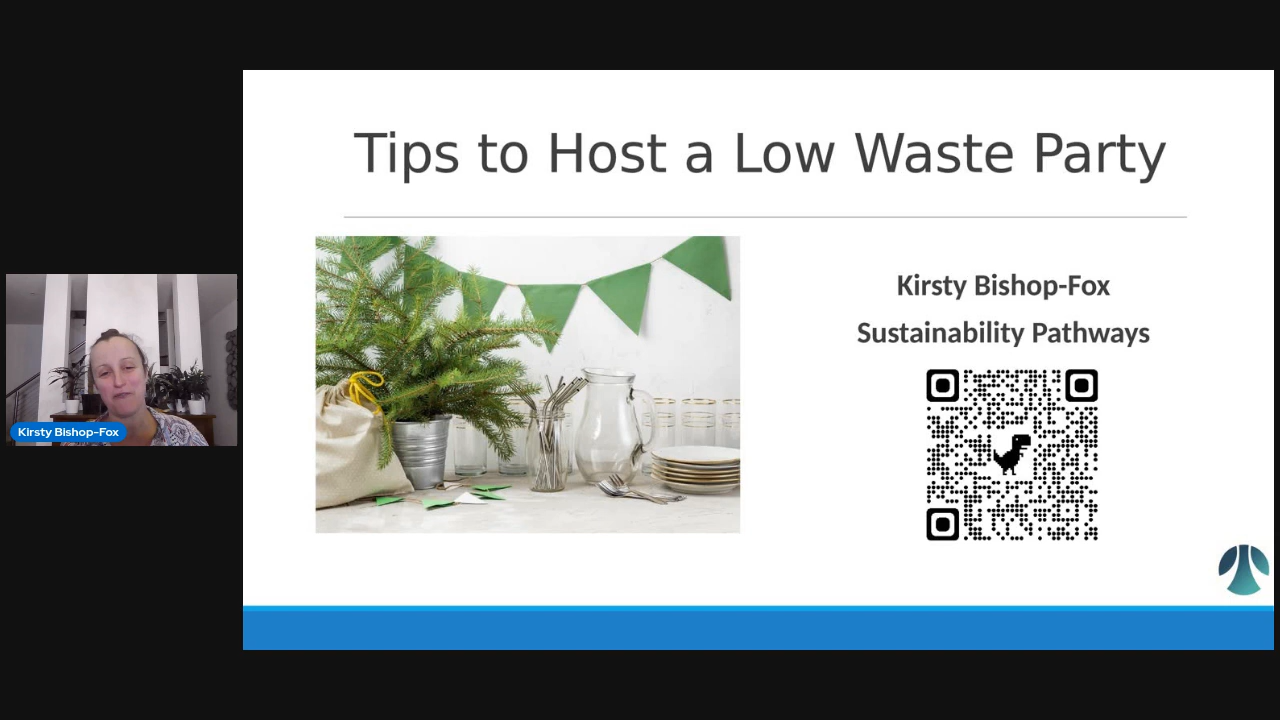 Tips to Host a Low Waste Party
Kirsty Bishop-Fox
Sustainability Pathways
Kirsty Bishop-Fox